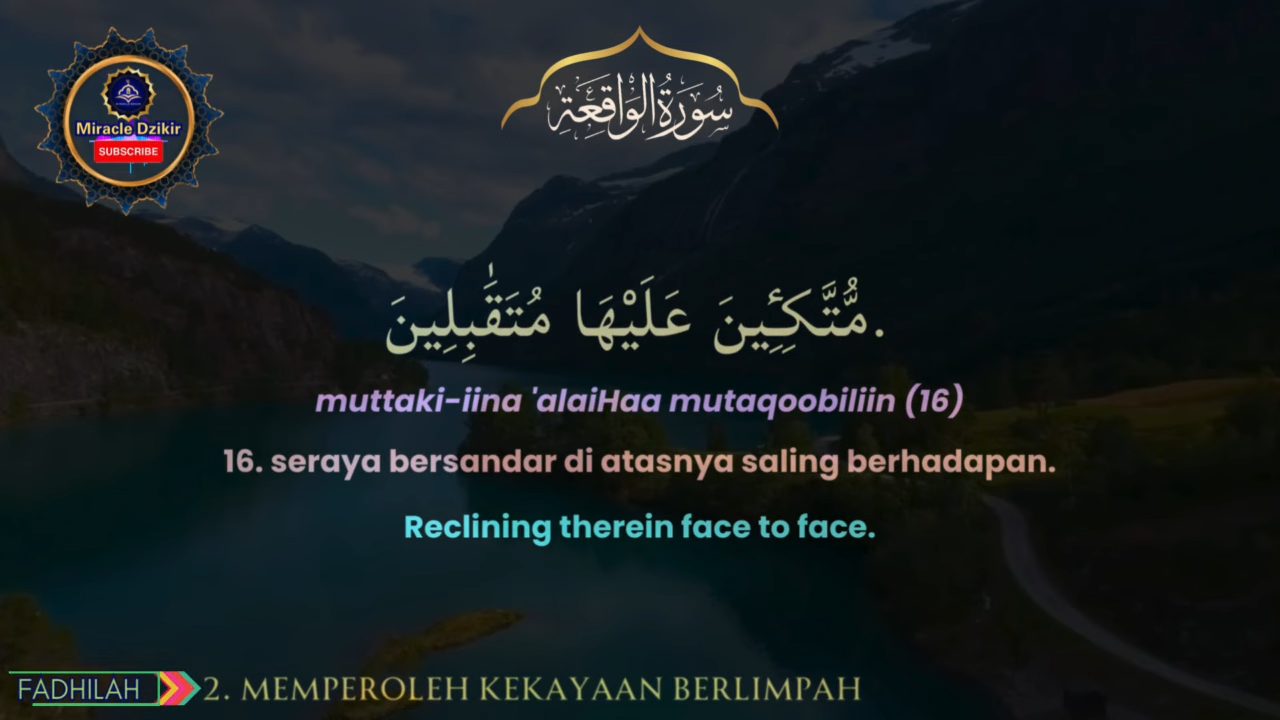 Miracle Dzikir
SUBSCRIBE
سُورَةُ الْوَاقِعَةِ
مُّتَّكِـِٔينَ عَلَيْهَا مُتَقَٰبِلِينَ.
muttaki-iina 'alaiHaa mutaqoobiliin (16)
16. seraya bersandar di atasnya saling berhadapan.
Reclining therein face to face.
FADHILAH
2. MEMPEROLEH KEKAYAAN BERLIMPAH